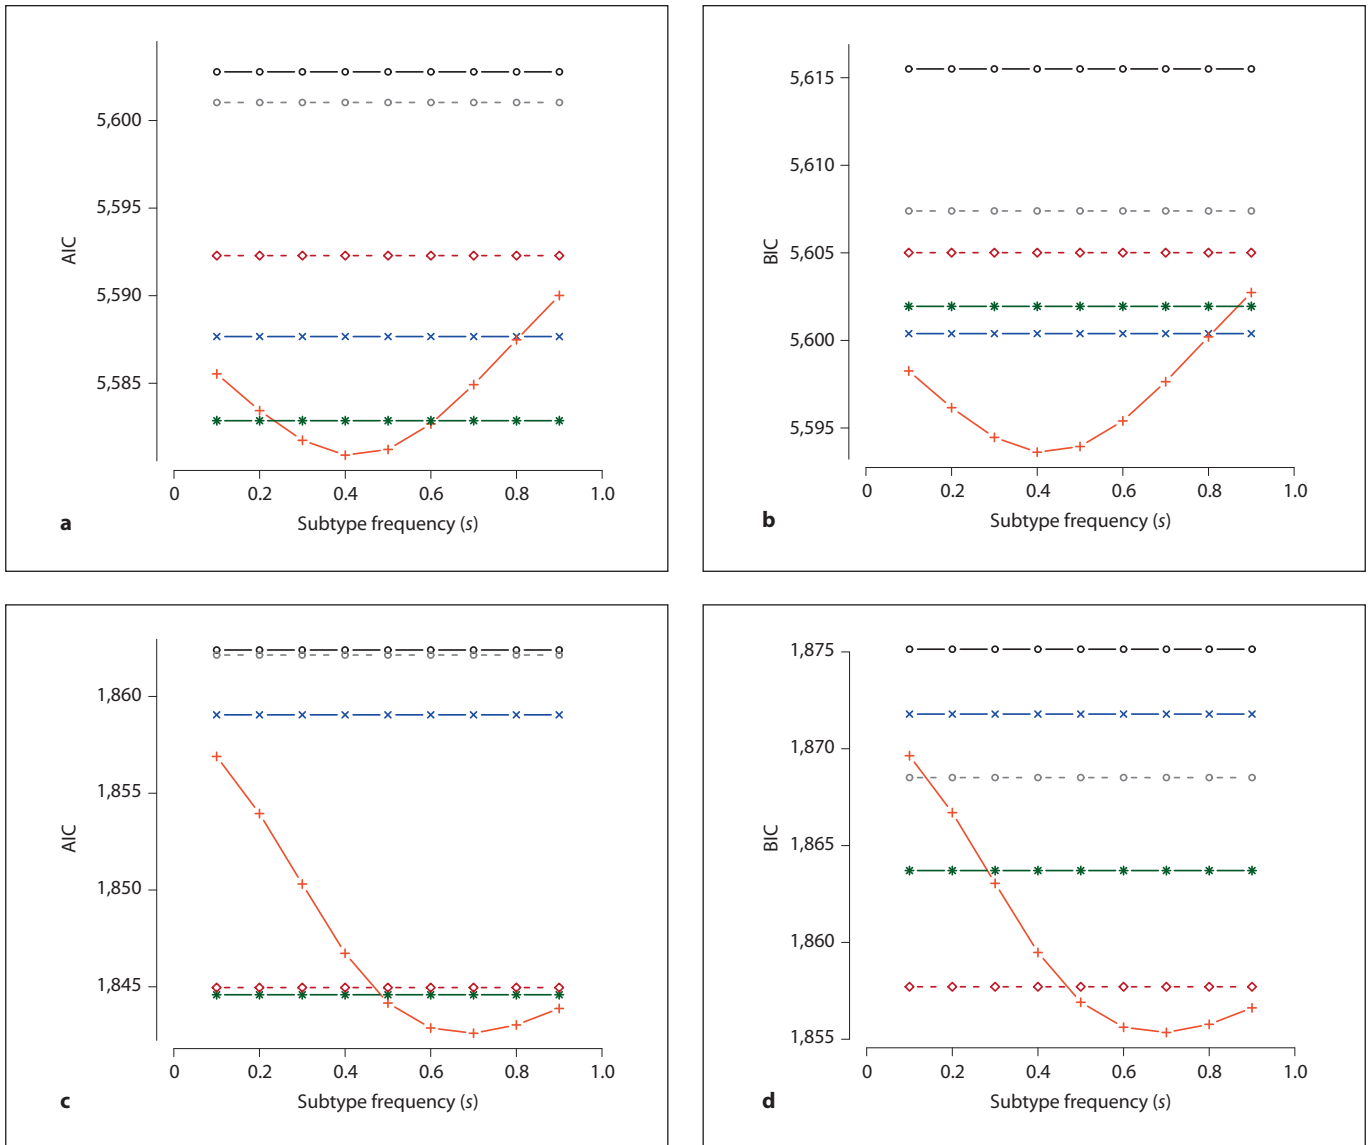 5,600
5,595
5,590
5,585
AIC
0 0.2 0.4 0.6 0.8 1.0
Subtype frequency (s)
a
5,615
5,610
5,605
5,600
5,595
BIC
0 0.2 0.4 0.6 0.8 1.0
Subtype frequency (s)
b
1,860
1,855
1,850
1,845
AIC
0 0.2 0.4 0.6 0.8 1.0
Subtype frequency (s)
c
1,875
1,870
1,865
1,860
1,855
BIC
0 0.2 0.4 0.6 0.8 1.0
Subtype frequency (s)
d